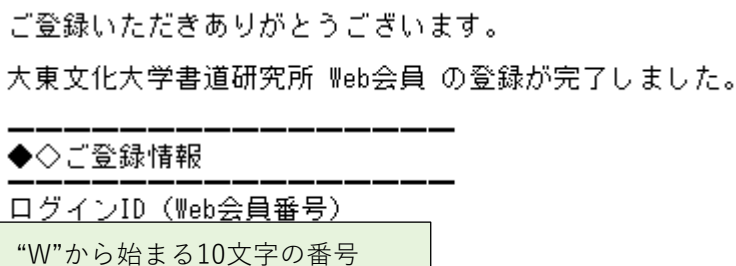 ご登録いただきありがとうございます。
大東文化大学書道研究所 Web会員 の登録が完了しました。
◆◇ご登録情報
ログインID（Web会員番号）
“W”から始まる10文字の番号